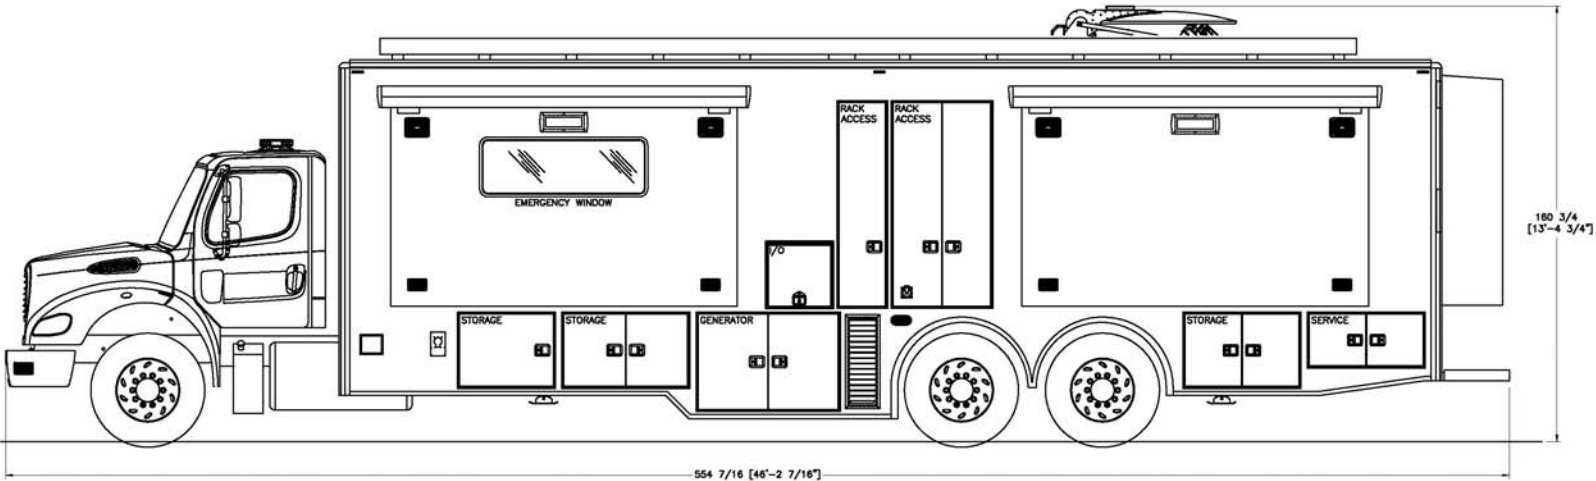 RACK
ACCESS
RACK
ACCESS
EMERGENCY WINDOW
I/O
160 3/4
[13'-4 3/4"]
STORAGE
STORAGE
GENERATOR
STORAGE
SERVICE
554 7/16 [46'-2 7/16"]